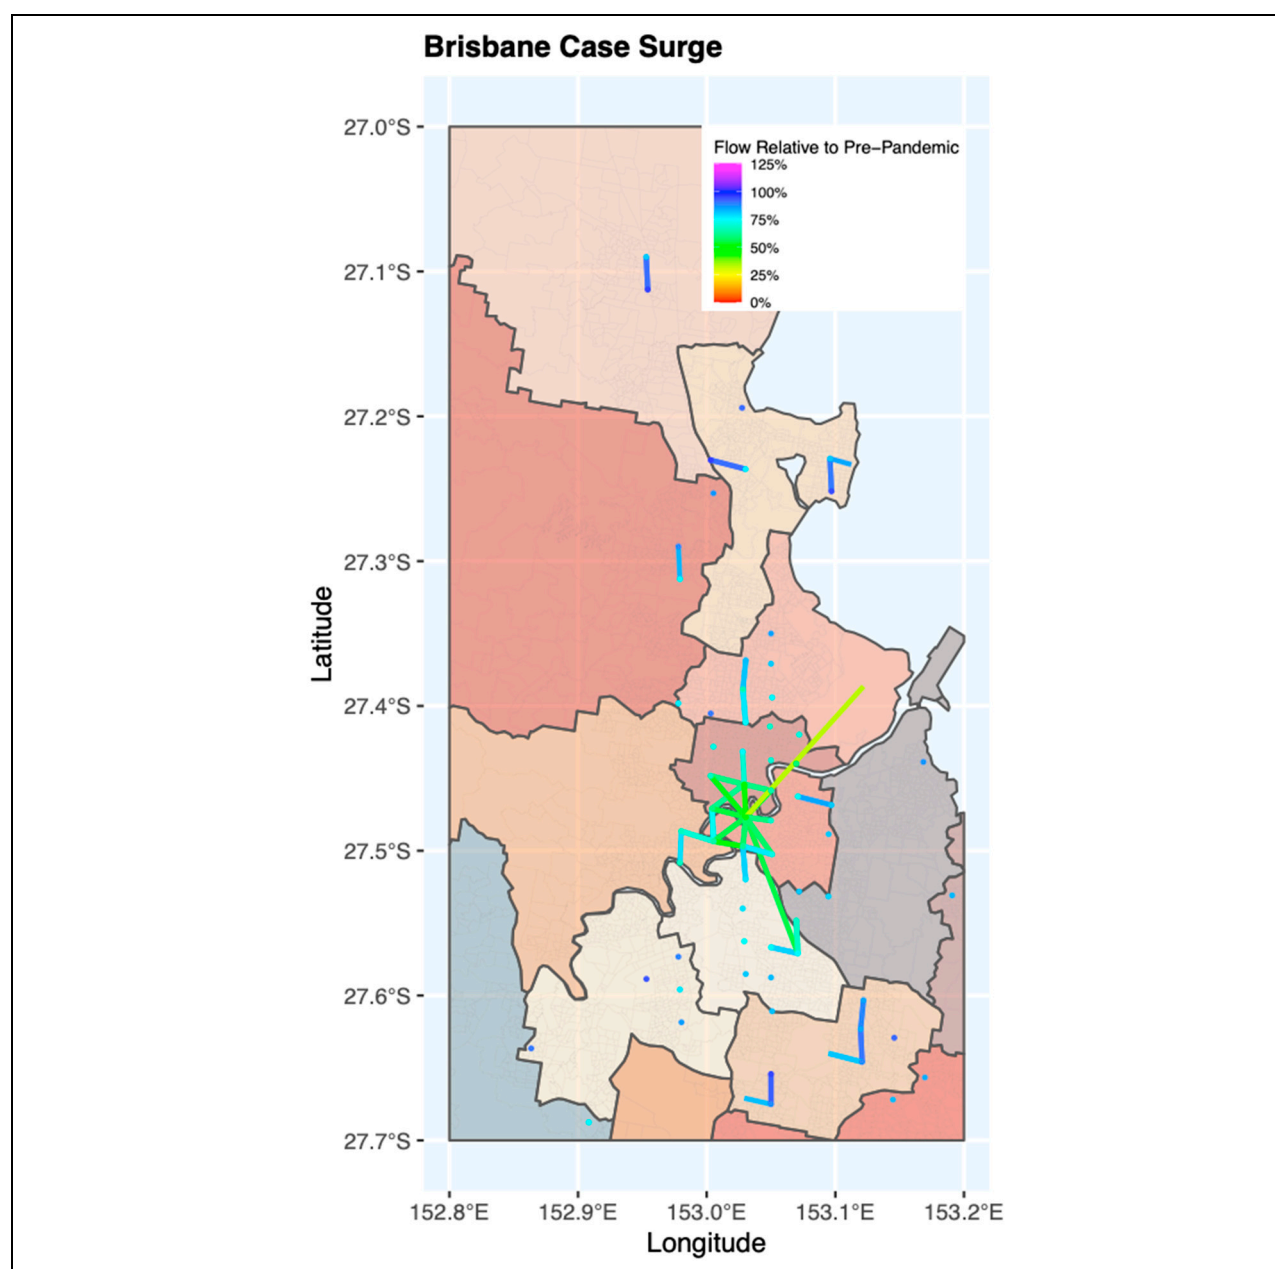 Brisbane Case Surge
Flow Relative to Pre−Pandemic
125%
100%
75%
50%
25%
0%
27.0°S
27.1°S
27.2°S
27.3°S
27.4°S
27.5°S
27.6°S
27.7°S
Latitude
152.8°E 152.9°E 153.0°E 153.1°E 153.2°E
Longitude